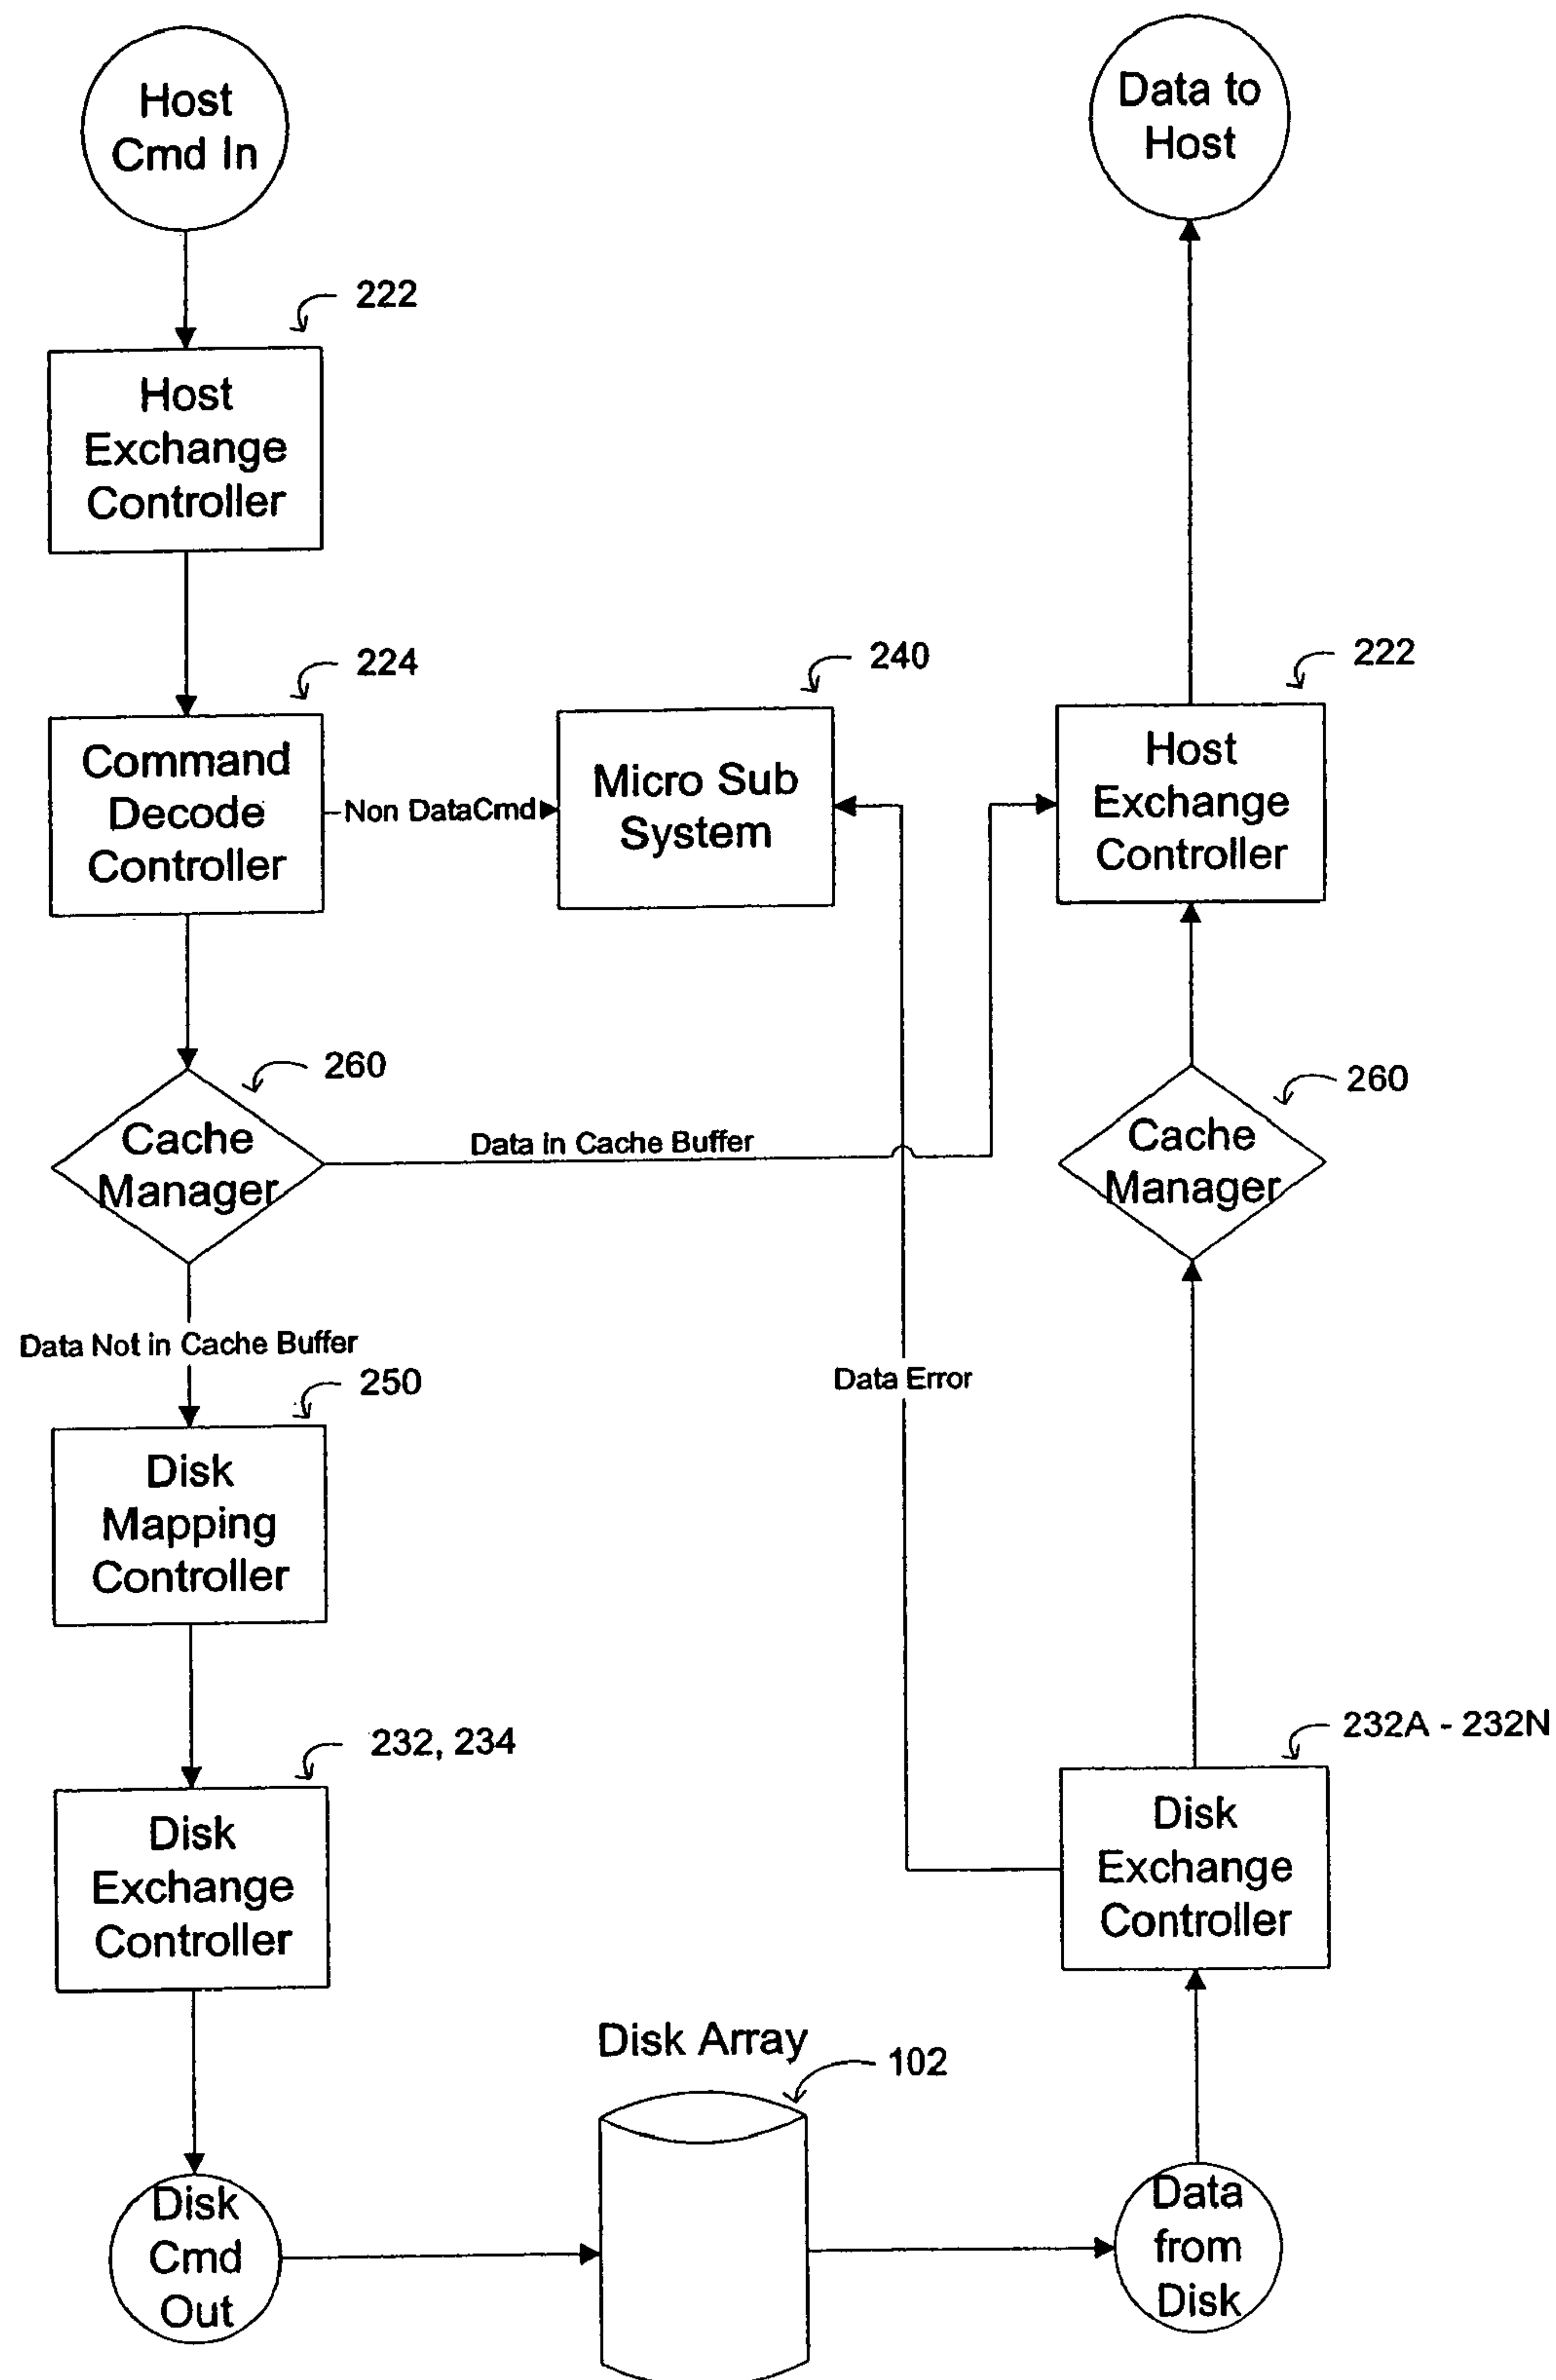 Host
Cmd In
Data to
Host
222
Host
Exchange
Controller
224
Command
Decode
Controller
Non DataCmd
240
Micro Sub
System
222
Host
Exchange
Controller
260
Cache
Manager
Data in Cache Buffer
260
Cache
Manager
Data Not in Cache Buffer
Data Error
250
Disk
Mapping
Controller
232, 234
Disk
Exchange
Controller
232A - 232N
Disk
Exchange
Controller
Disk Array
102
Disk
Cmd
Out
Data
from
Disk